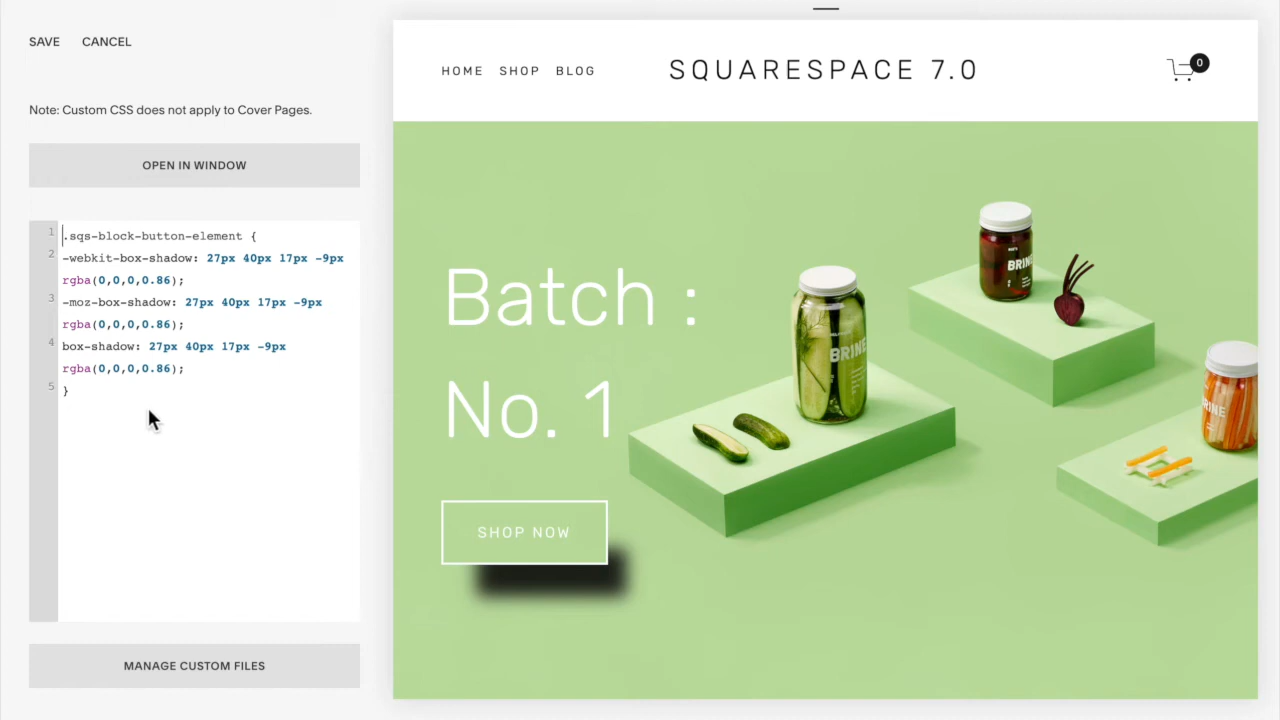 SAVE CANCEL
Note: Custom CSS does not apply to Cover Pages.
OPEN IN WINDOW
1 .sqs-block-button-element {
2 -webkit-box-shadow: 27px 40px 17px -9px
rgba(0,0,0,0.86);
3 -moz-box-shadow: 27px 40px 17px -9px
rgba(0,0,0,0.86);
4 box-shadow: 27px 40px 17px -9px
rgba(0,0,0,0.86);
5 }
MANAGE CUSTOM FILES
HOME SHOP BLOG
SQUARESPACE 7.0
0
Batch :
No. 1
SHOP NOW
BRINE
BRINE
BRINE